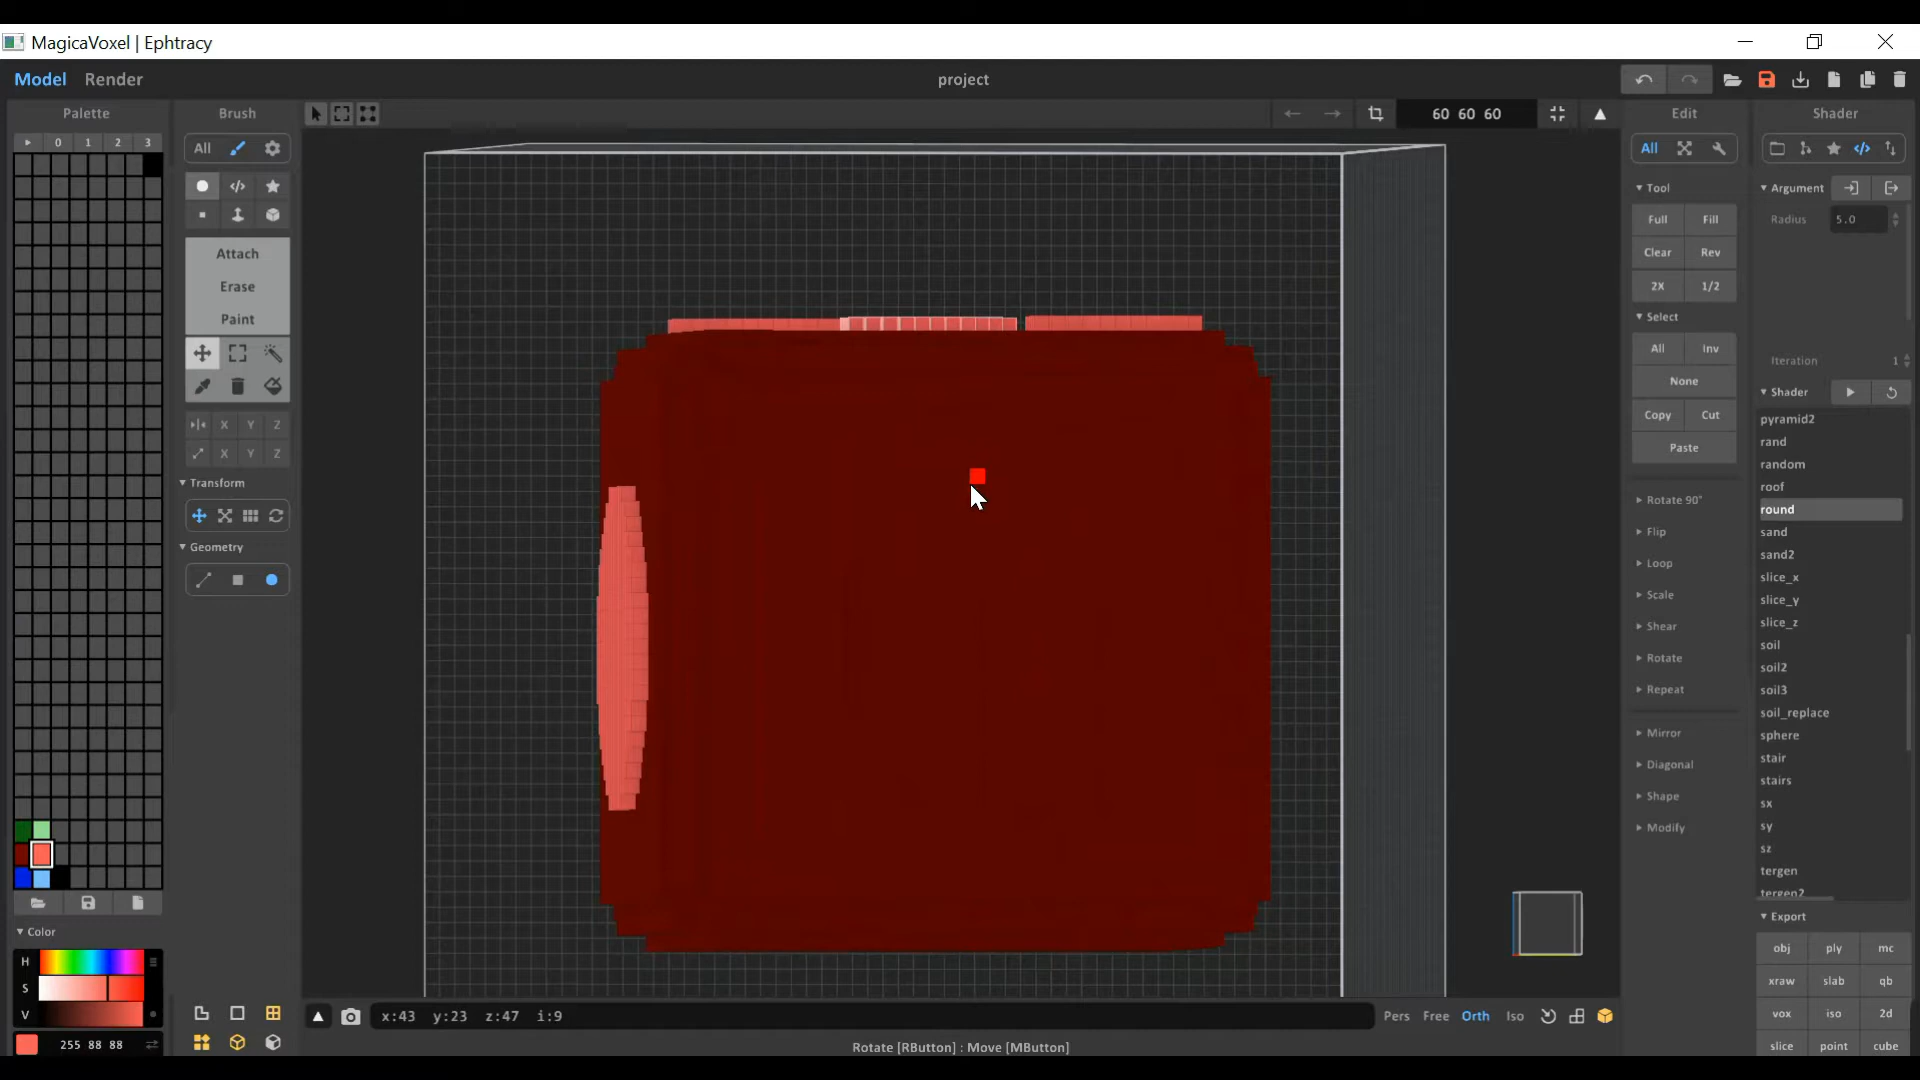 MagicaVoxel | Ephtracy
Model Render
project
Palette
Brush
60 60 60
Edit
Shader
0 1 2 3
All
All
Tool
Argument
Full Fill
Radius 5.0
Attach
Clear Rev
Erase
2X 1/2
Paint
Select
All Inv
Iteration 1
None
Shader
Copy Cut
pyramid2
X Y Z
rand
Paste
X Y Z
random
Transform
roof
Rotate 90°
round
Flip
sand
Geometry
sand2
Loop
slice_x
Scale
slice_y
Shear
slice_z
soil
Rotate
soil2
Repeat
soil3
soil_replace
Mirror
sphere
Diagonal
stair
stairs
Shape
sx
Modify
sy
sz
tergen
tergen2
Export
Color
obj ply mc
H
S
xraw slab qb
V
x:43 y:23 z:47 i:9
Pers Free Orth Iso
vox iso 2d
255 88 88
Rotate [RButton] : Move [MButton]
slice point cube